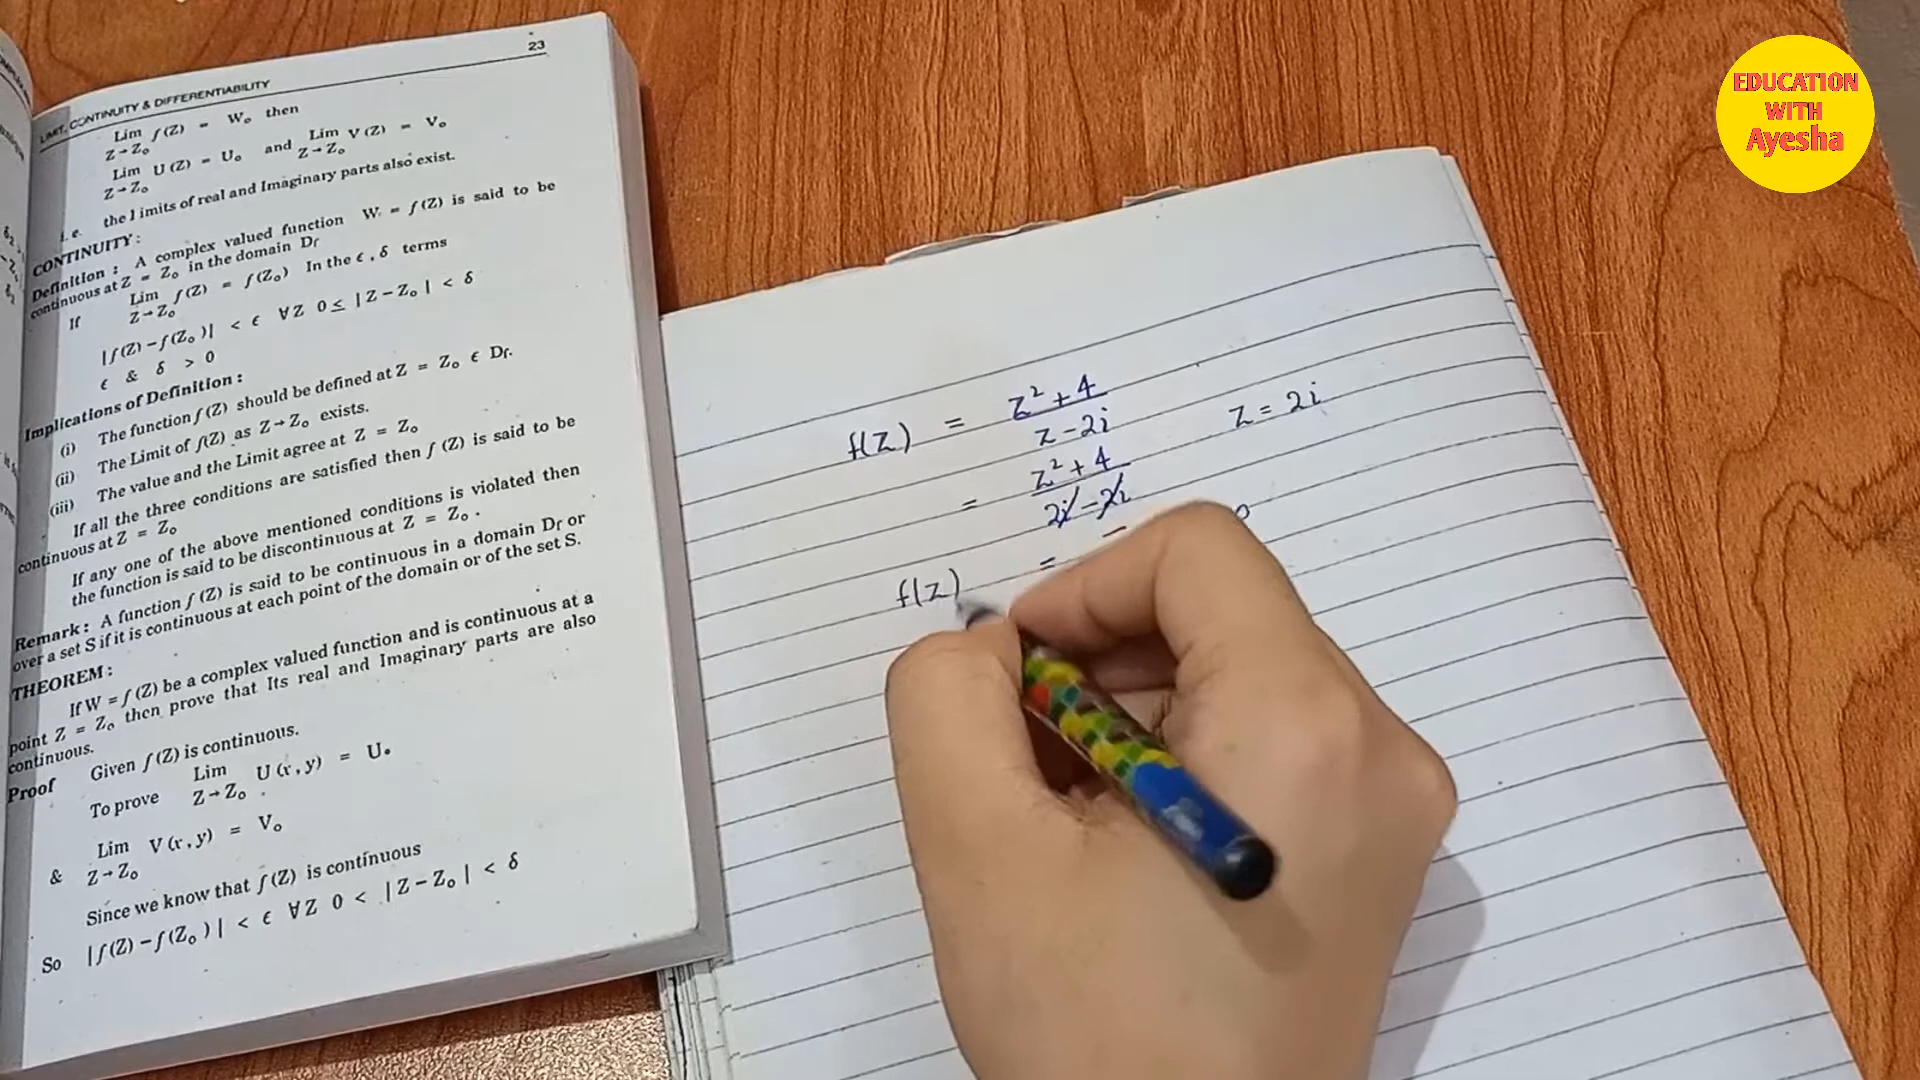 23
LIMIT, CONTINUITY & DIFFERENTIABILITY
Lim f(Z) = W₀ then
Z→Z₀
Lim U(Z) = U₀ and Lim V(Z) = V₀
Z→Z₀ Z→Z₀
i.e. the limits of real and Imaginary parts also exist.
CONTINUITY:
Definition: A complex valued function W = f(Z) is said to be
continuous at Z = Z₀ in the domain Df
If Lim f(Z) = f(Z₀) In the ϵ, δ terms
Z→Z₀
|f(Z) – f(Z₀)| < ϵ ∀Z 0 ≤ |Z – Z₀| < δ
ϵ & δ > 0
Implications of Definition:
(i) The function f(Z) should be defined at Z = Z₀ ϵ Df.
(ii) The Limit of f(Z) as Z→Z₀ exists.
(iii) The value and the Limit agree at Z = Z₀
If all the three conditions are satisfied then f(Z) is said to be
continuous at Z = Z₀
If any one of the above mentioned conditions is violated then
the function is said to be discontinuous at Z = Z₀.
Remark: A function f(Z) is said to be continuous in a domain Df or
over a set S if it is continuous at each point of the domain or of the set S.
THEOREM:
If W = f(Z) be a complex valued function and is continuous at a
point Z = Z₀ then prove that Its real and Imaginary parts are also
continuous.
Proof Given f(Z) is continuous.
To prove Lim U(x, y) = U₀
Z→Z₀
& Lim V(x, y) = V₀
Z→Z₀
Since we know that f(Z) is continuous
So |f(Z) – f(Z₀)| < ϵ ∀Z 0 < |Z – Z₀| < δ
f(Z) = Z² + 4 / Z - 2i Z = 2i
= Z² + 4 / 2i - 2i
=
f(Z)
EDUCATION
WITH
Ayesha